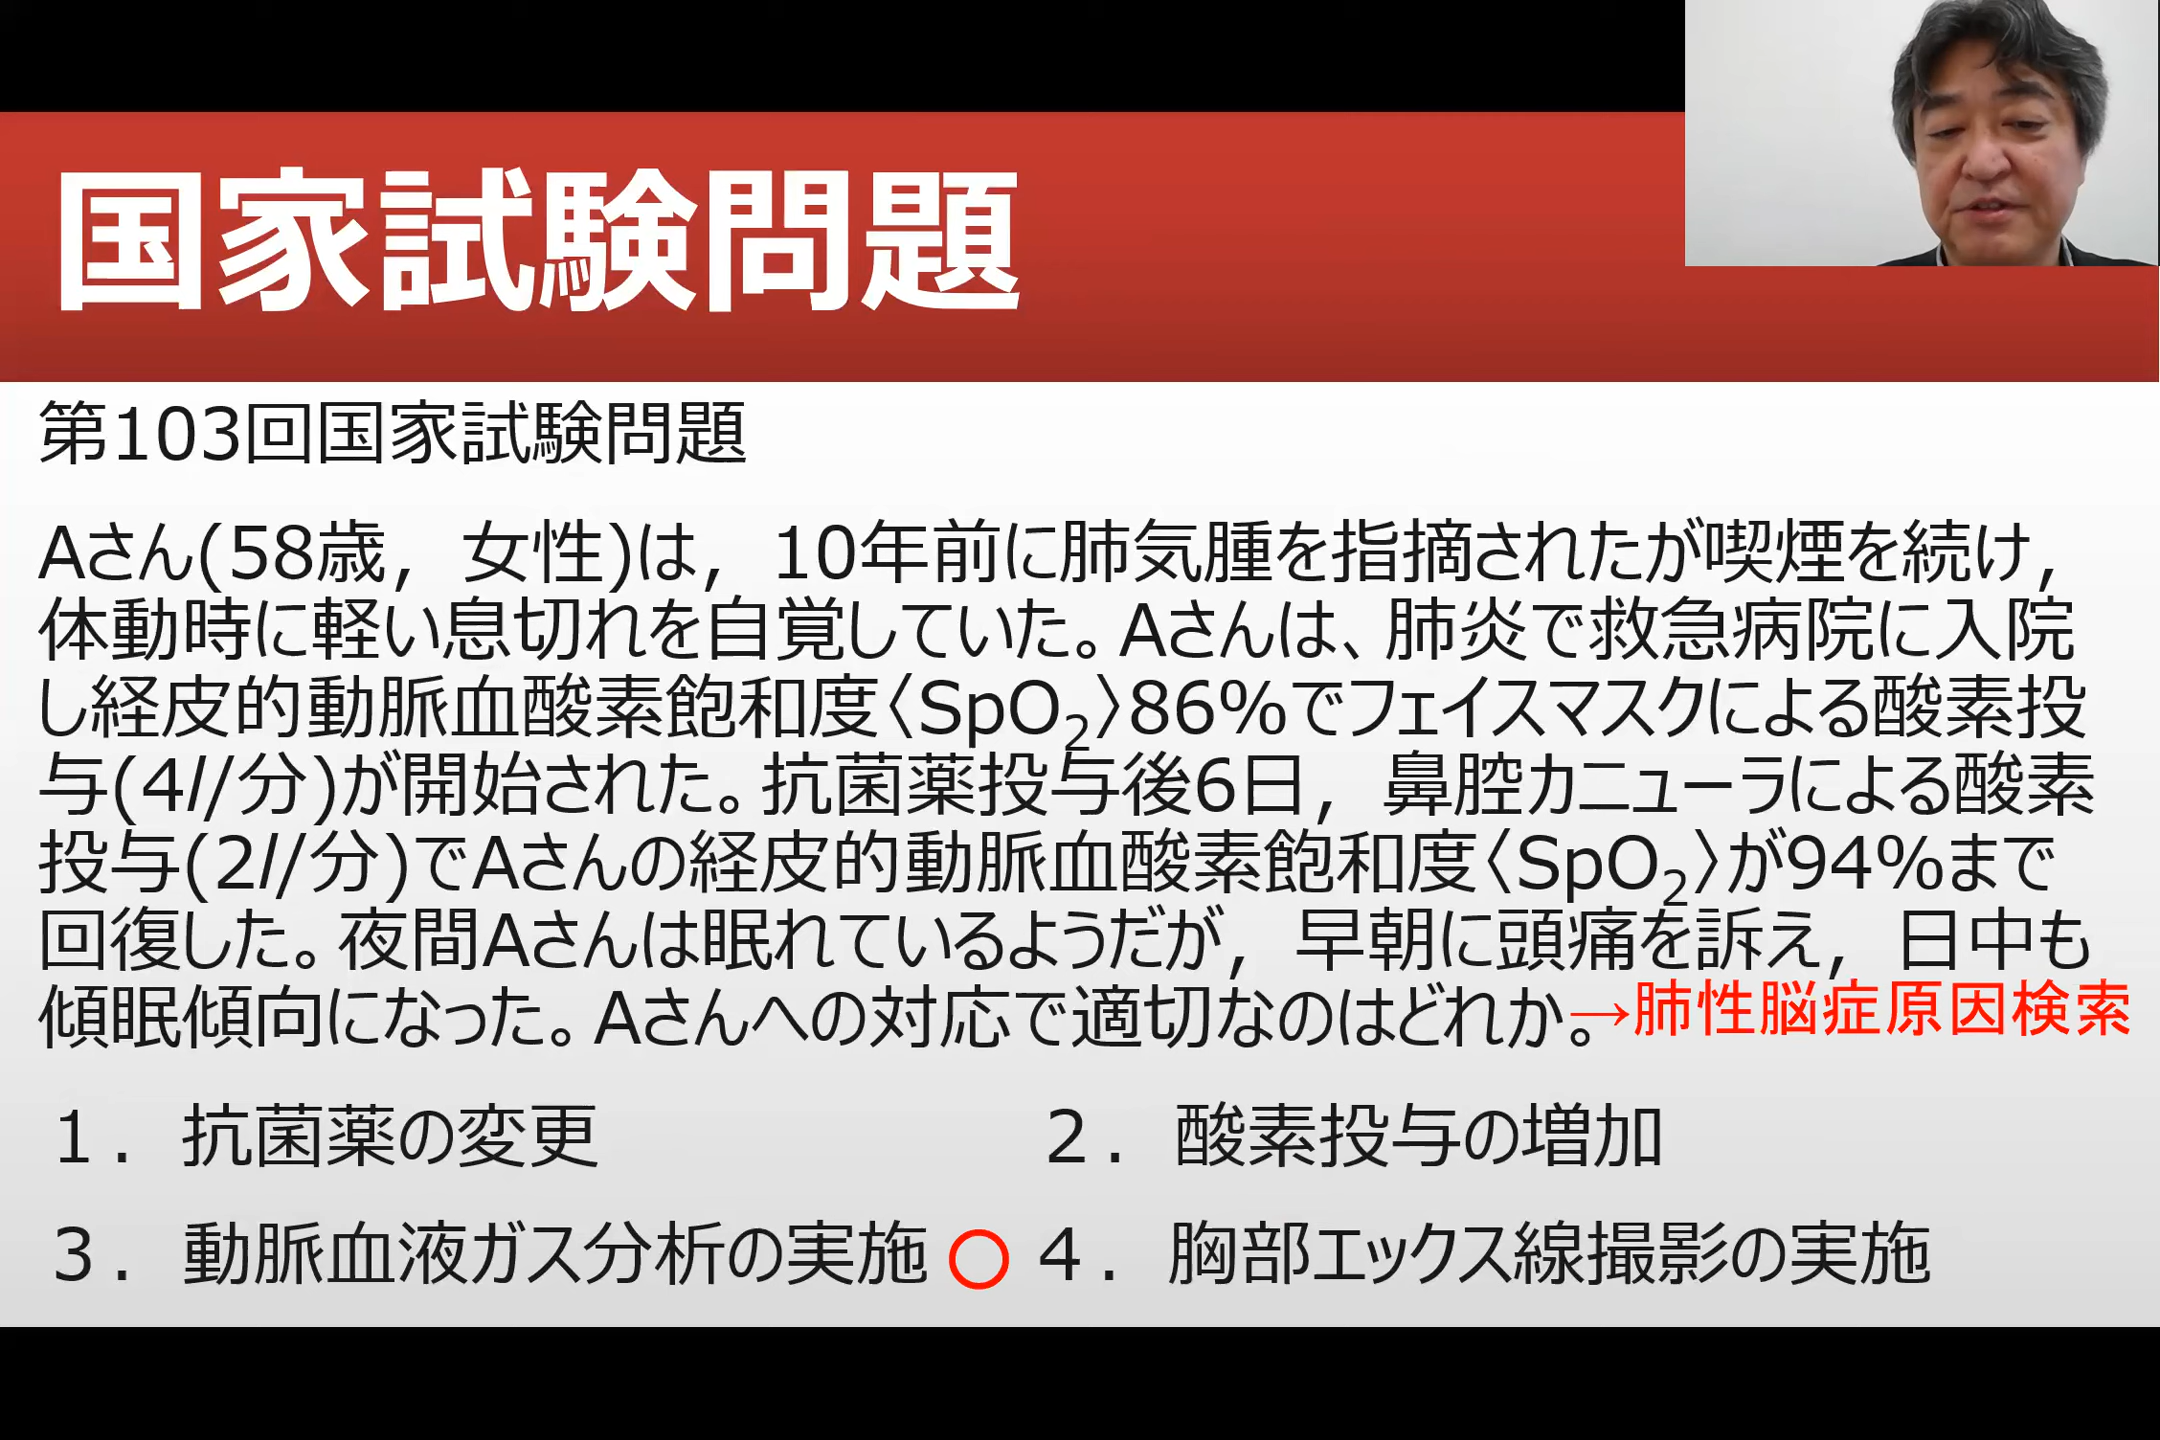 国家試験問題
第103回国家試験問題
Aさん(58歳，女性)は，10年前に肺気腫を指摘されたが喫煙を続け，
体動時に軽い息切れを自覚していた。Aさんは、肺炎で救急病院に入院
し経皮的動脈血酸素飽和度〈SpO₂〉86%でフェイスマスクによる酸素投
与(4l/分)が開始された。抗菌薬投与後6日，鼻腔カニューラによる酸素
投与(2l/分)でAさんの経皮的動脈血酸素飽和度〈SpO₂〉が94%まで
回復した。夜間Aさんは眠れているようだが，早朝に頭痛を訴え，日中も
傾眠傾向になった。Aさんへの対応で適切なのはどれか。→肺性脳症原因検索
１．抗菌薬の変更　２．酸素投与の増加
３．動脈血液ガス分析の実施 ○ ４．胸部エックス線撮影の実施